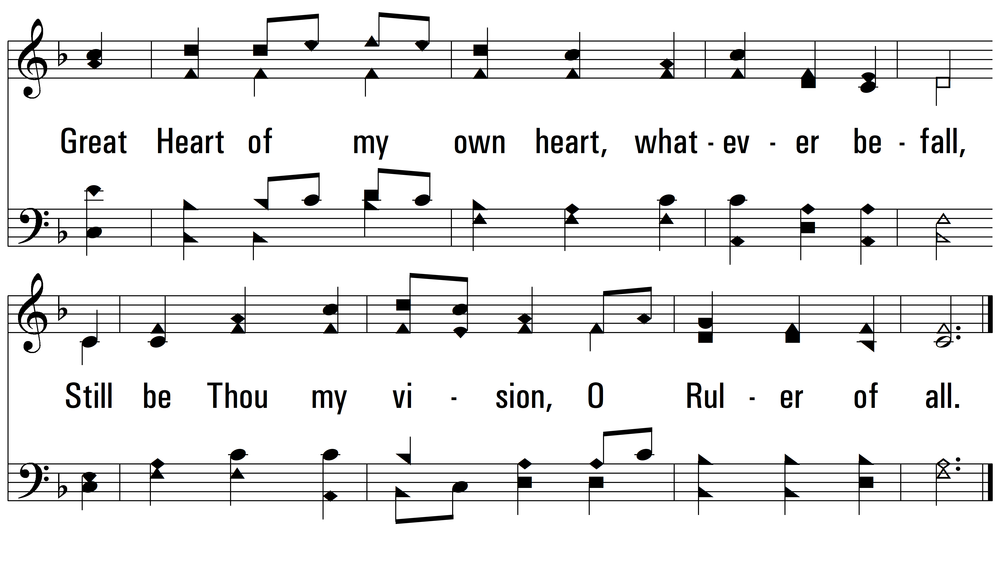 Great Heart of my own heart, what - ev - er be - fall,
Still be Thou my vi - sion, O Rul - er of all.